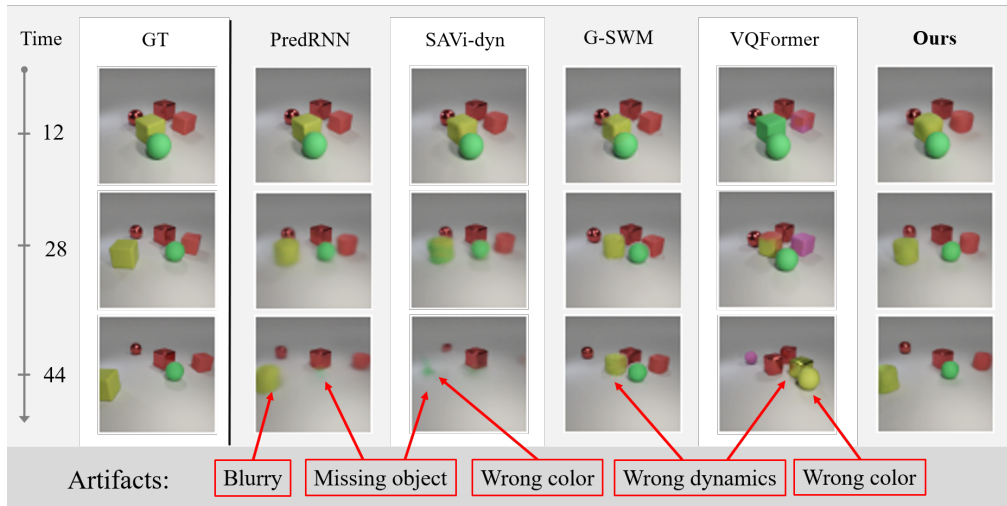 Time GT PredRNN SAVi-dyn G-SWM VQFormer Ours
12
28
44
Artifacts: Blurry Missing object Wrong color Wrong dynamics Wrong color